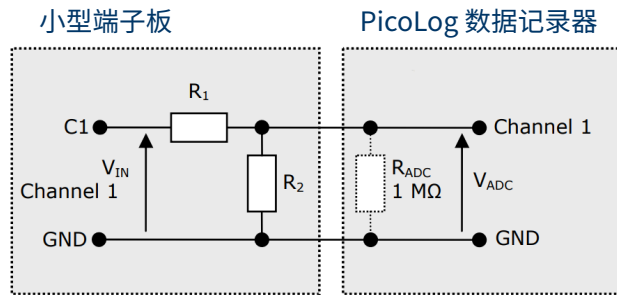 小型端子板
PicoLog 数据记录器
R1
C1
Channel 1
VIN
Channel 1
R2
RADC
1 MΩ
VADC
GND
GND